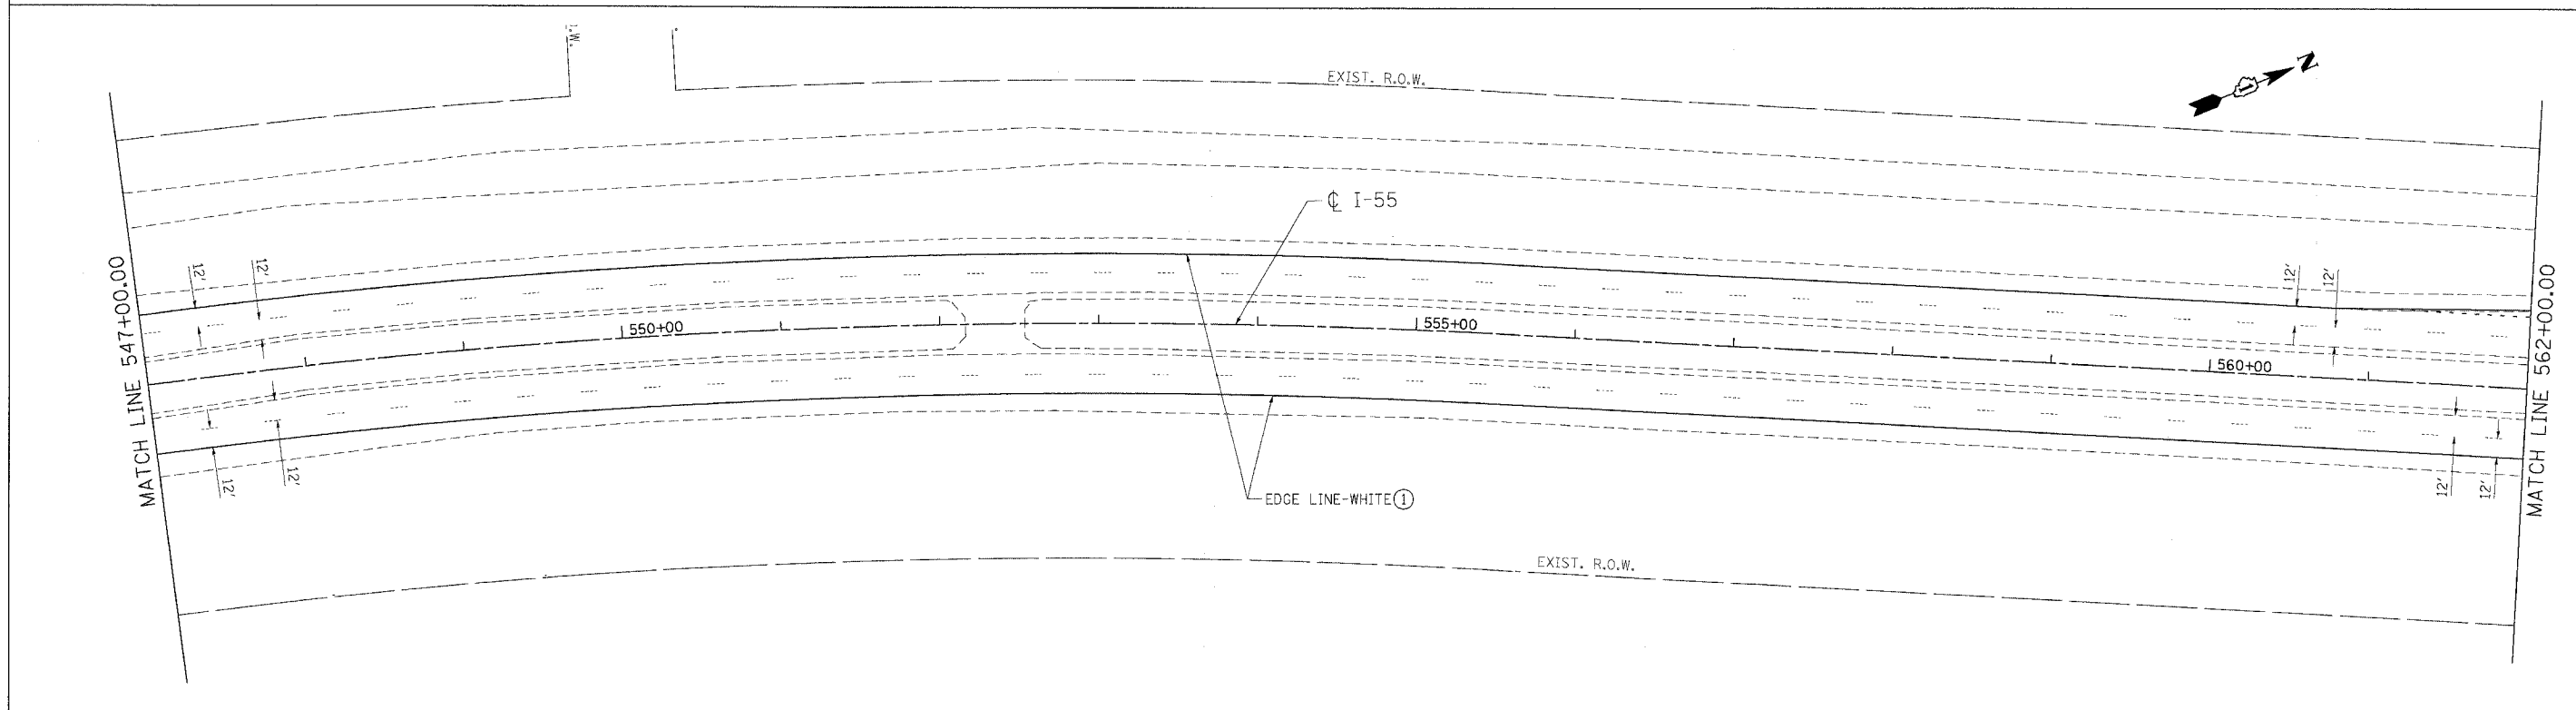 .W.
EXIST. R.O.W.
N
1
℄ I-55
MATCH LINE 547+00.00
12'
12'
12'
12'
550+00
555+00
560+00
12'
12'
12'
12'
MATCH LINE 562+00.00
EDGE LINE-WHITE①
EXIST. R.O.W.